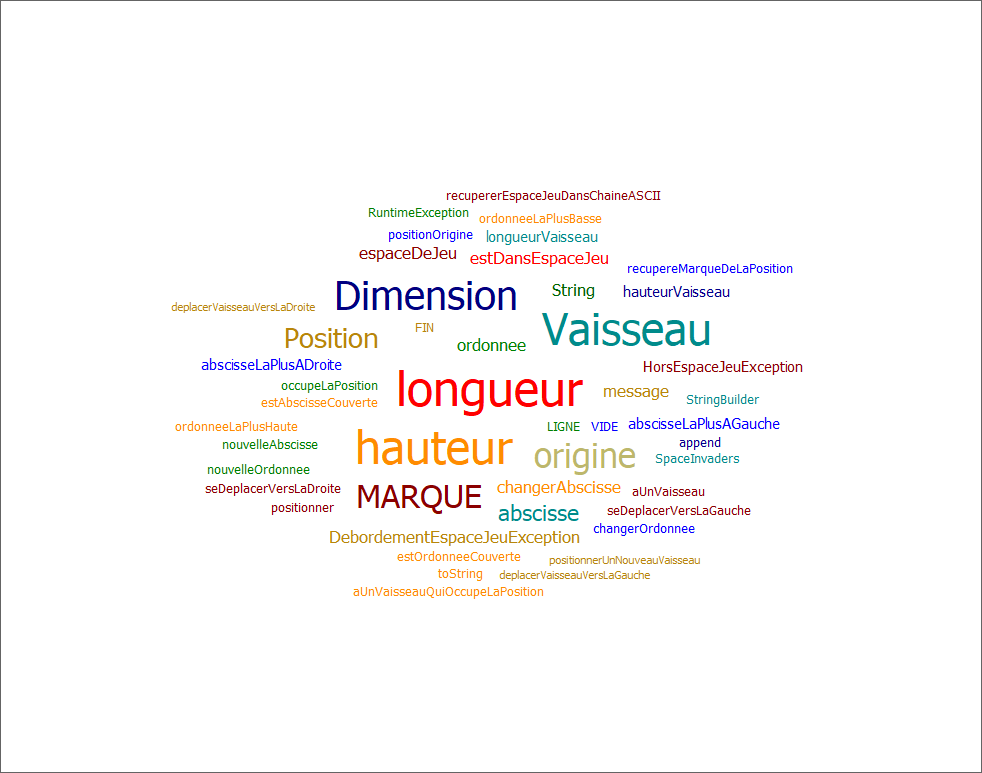 recupererEspaceJeuDansChaineASCII
RuntimeException ordonneeLaPlusBasse
positionOrigine longueurVaisseau
espaceDeJeu estDansEspaceJeu
recupereMarqueDeLaPosition
Dimension String hauteurVaisseau
deplacerVaisseauVersLaDroite
FIN Vaisseau
Position ordonnee
abscisseLaPlusADroite HorsEspaceJeuException
occupeLaPosition longueur message
estAbscisseCouverte StringBuilder
ordonneeLaPlusHaute LIGNE VIDE abscisseLaPlusAGauche
nouvelleAbscisse hauteur origine append
SpaceInvaders
nouvelleOrdonnee
seDeplacerVersLaDroite MARQUE changerAbscisse aUnVaisseau
positionner abscisse seDeplacerVersLaGauche
changerOrdonnee
DebordementEspaceJeuException
estOrdonneeCouverte positionnerUnNouveauVaisseau
toString deplacerVaisseauVersLaGauche
aUnVaisseauQuiOccupeLaPosition